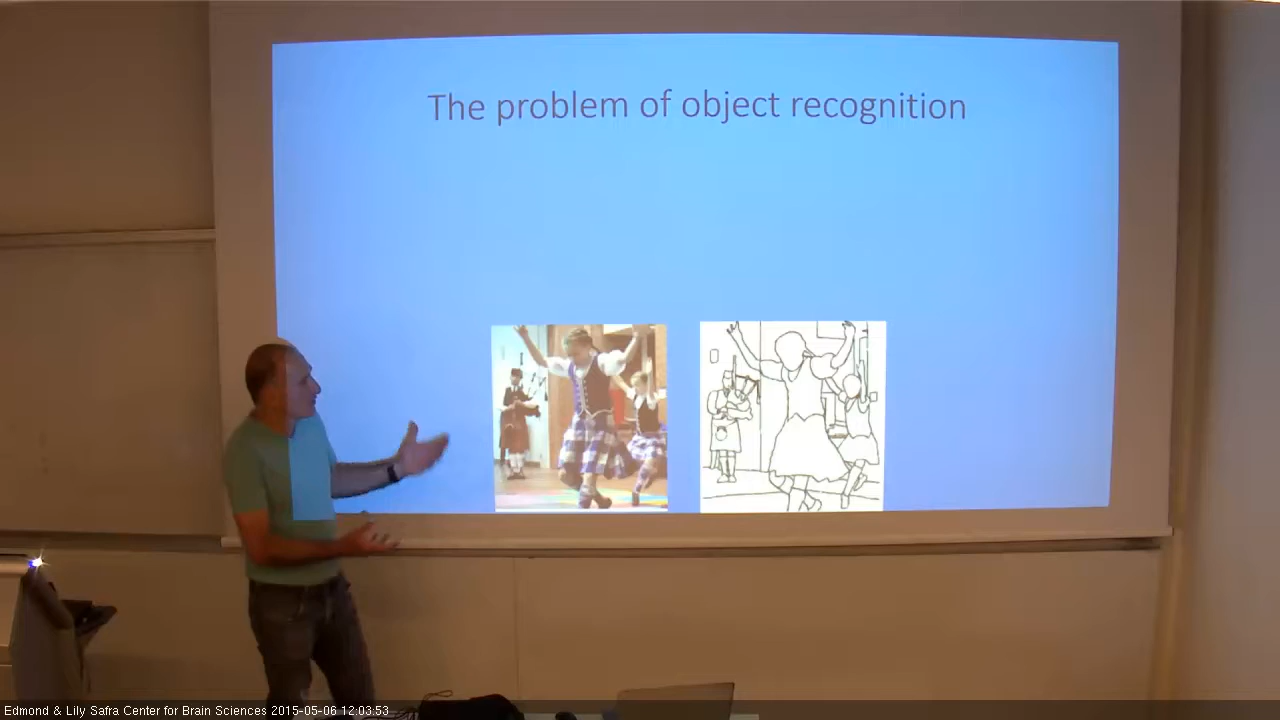 The problem of object recognition
Edmond & Lily Safra Center for Brain Sciences 2015-05-06 12:03:53